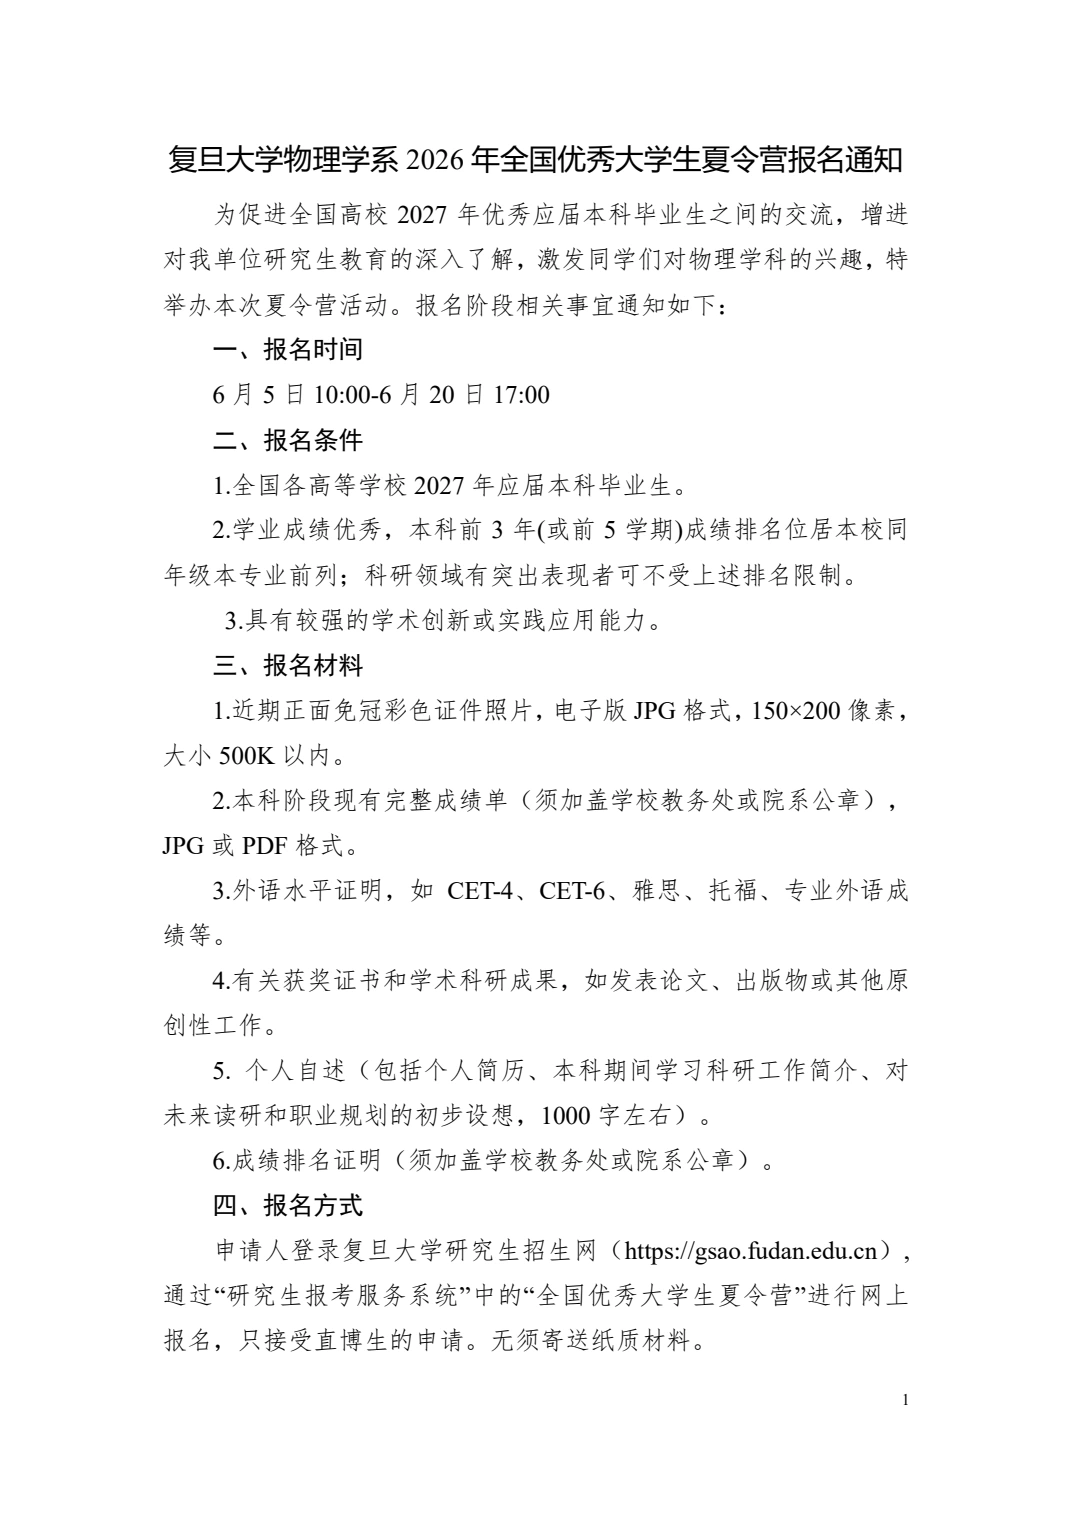 复旦大学物理学系 2026 年全国优秀大学生夏令营报名通知
为促进全国高校 2027 年优秀应届本科毕业生之间的交流，增进
对我单位研究生教育的深入了解，激发同学们对物理学科的兴趣，特
举办本次夏令营活动。报名阶段相关事宜通知如下：
一、报名时间
6 月 5 日 10:00-6 月 20 日 17:00
二、报名条件
1.全国各高等学校 2027 年应届本科毕业生。
2.学业成绩优秀，本科前 3 年(或前 5 学期)成绩排名位居本校同
年级本专业前列；科研领域有突出表现者可不受上述排名限制。
3.具有较强的学术创新或实践应用能力。
三、报名材料
1.近期正面免冠彩色证件照片，电子版 JPG 格式，150×200 像素，
大小 500K 以内。
2.本科阶段现有完整成绩单（须加盖学校教务处或院系公章），
JPG 或 PDF 格式。
3.外语水平证明，如 CET-4、CET-6、雅思、托福、专业外语成
绩等。
4.有关获奖证书和学术科研成果，如发表论文、出版物或其他原
创性工作。
5. 个人自述（包括个人简历、本科期间学习科研工作简介、对
未来读研和职业规划的初步设想，1000 字左右）。
6.成绩排名证明（须加盖学校教务处或院系公章）。
四、报名方式
申请人登录复旦大学研究生招生网（https://gsao.fudan.edu.cn），
通过“研究生报考服务系统”中的“全国优秀大学生夏令营”进行网上
报名，只接受直博生的申请。无须寄送纸质材料。
1